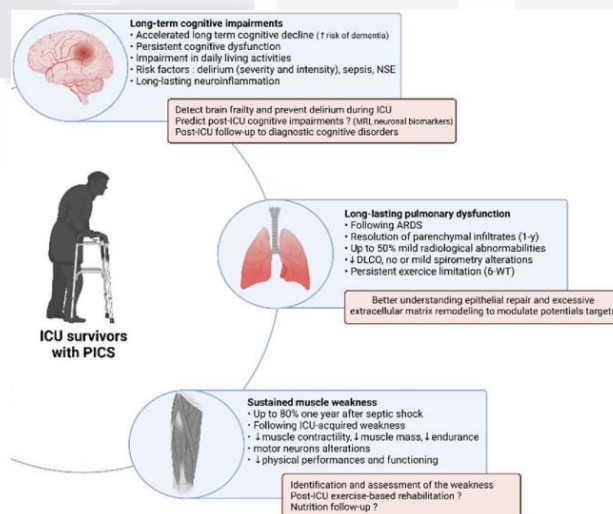 Long-term cognitive impairments
• Accelerated long term cognitive decline (↑ risk of dementia)
• Persistent cognitive dysfunction
• Impairment in daily living activities
• Risk factors : delirium (severity and intensity), sepsis, NSE
• Long-lasting neuroinflammation
Detect brain frailty and prevent delirium during ICU
Predict post-ICU cognitive impairments ? (MRI, neuronal biomarkers)
Post-ICU follow-up to diagnostic cognitive disorders
Long-lasting pulmonary dysfunction
• Following ARDS
• Resolution of parenchymal infiltrates (1-y)
• Up to 50% mild radiological abnormalities
• ↓ DLCO, no or mild spirometry alterations
• Persistent exercice limitation (6-WT)
Better understanding epithelial repair and excessive
extracellular matrix remodeling to modulate potentials targets
ICU survivors
with PICS
Sustained muscle weakness
• Up to 80% one year after septic shock
• Following ICU-acquired weakness
• ↓ muscle contractility, ↓ muscle mass, ↓ endurance
• motor neurons alterations
• ↓ physical performances and functioning
Identification and assessment of the weakness
Post-ICU exercise-based rehabilitation ?
Nutrition follow-up ?